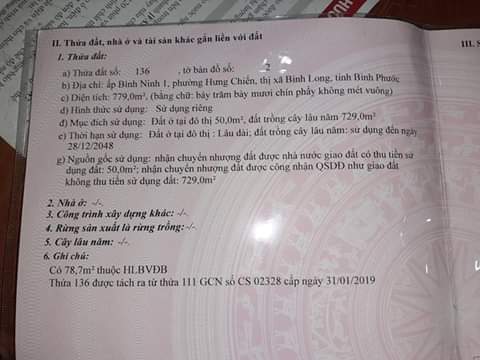 II. Thửa đất, nhà ở và tài sản khác gắn liền với đất
III. S
1. Thửa đất:
a) Thửa đất số: 136 , tờ bản đồ số: 2
b) Địa chỉ: ấp Bình Ninh 1, phường Hưng Chiến, thị xã Bình Long, tỉnh Bình Phước
c) Diện tích: 779,0m², (bằng chữ: bảy trăm bảy mươi chín phẩy không mét vuông)
d) Hình thức sử dụng: Sử dụng riêng
đ) Mục đích sử dụng: Đất ở tại đô thị 50,0m², đất trồng cây lâu năm 729,0m²
e) Thời hạn sử dụng: Đất ở tại đô thị : Lâu dài; đất trồng cây lâu năm: sử dụng đến ngày
28/12/2048
g) Nguồn gốc sử dụng: nhận chuyển nhượng đất được nhà nước giao đất có thu tiền sử
dụng đất: 50,0m²; nhận chuyển nhượng đất được công nhận QSDĐ như giao đất
không thu tiền sử dụng đất: 729,0m²
2. Nhà ở: -/-.
3. Công trình xây dựng khác: -/-.
4. Rừng sản xuất là rừng trồng: -/-.
5. Cây lâu năm: -/-.
6. Ghi chú:
Có 78,7m² thuộc HLBVĐB
Thửa 136 được tách ra từ thửa 111 GCN số CS 02328 cấp ngày 31/01/2019